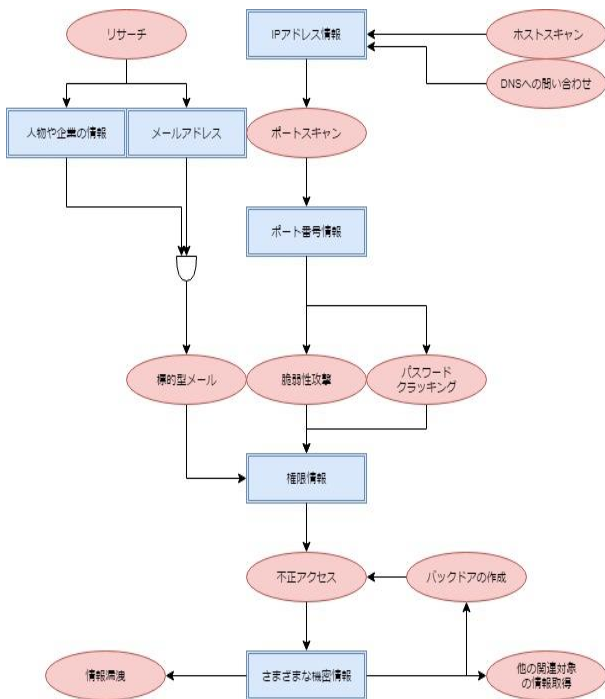 リサーチ
IPアドレス情報
ホストスキャン
DNSへの問い合わせ
人物や企業の情報
メールアドレス
ポートスキャン
ポート番号情報
標的型メール
脆弱性攻撃
パスワード
クラッキング
権限情報
不正アクセス
バックドアの作成
情報漏洩
さまざまな機密情報
他の関連対象
の情報取得